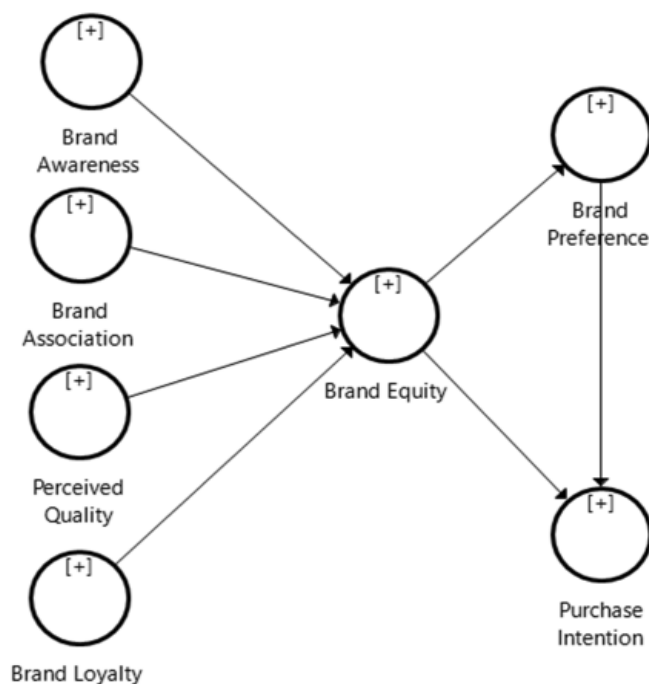 [+]
Brand
Awareness
[+]
Brand
Association
[+]
Perceived
Quality
[+]
Brand Loyalty
[+]
Brand Equity
[+]
Brand
Preference
[+]
Purchase
Intention